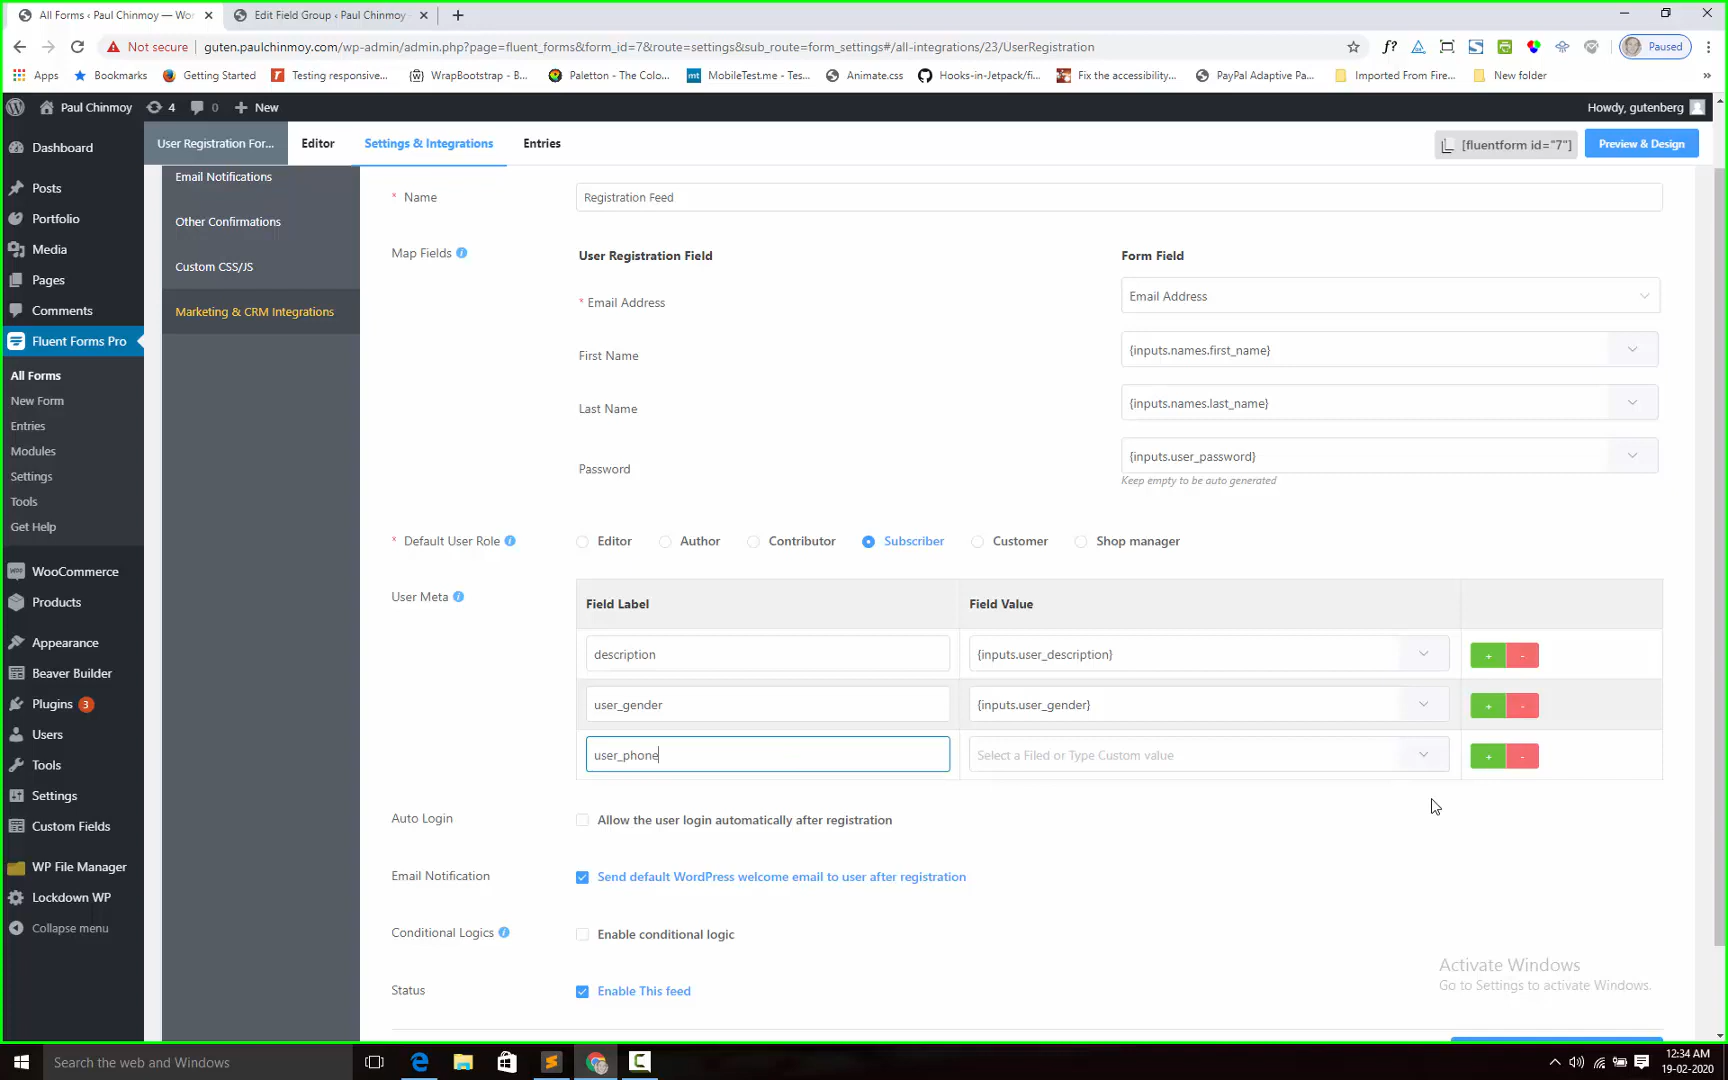 All Forms ‹ Paul Chinmoy — Wor
Edit Field Group ‹ Paul Chinmoy
Not secure
guten.paulchinmoy.com/wp-admin/admin.php?page=fluent_forms&form_id=7&route=settings&sub_route=form_settings#/all-integrations/23/UserRegistration
f?
Paused
Apps
Bookmarks
Getting Started
Testing responsive...
WrapBootstrap - B...
Paletton - The Colo...
MobileTest.me - Tes...
Animate.css
Hooks-in-Jetpack/fi...
Fix the accessibility...
PayPal Adaptive Pa...
Imported From Fire...
New folder
»
Paul Chinmoy
4
0
New
Howdy, gutenberg
Dashboard
Posts
Portfolio
Media
Pages
Comments
Fluent Forms Pro
All Forms
New Form
Entries
Modules
Settings
Tools
Get Help
WooCommerce
Products
Appearance
Beaver Builder
Plugins 3
Users
Tools
Settings
Custom Fields
WP File Manager
Lockdown WP
Collapse menu
User Registration For...
Editor
Settings & Integrations
Entries
[fluentform id="7"]
Preview & Design
Email Notifications
Other Confirmations
Custom CSS/JS
Marketing & CRM Integrations
* Name
Registration Feed
Map Fields
User Registration Field
Form Field
* Email Address
Email Address
First Name
{inputs.names.first_name}
Last Name
{inputs.names.last_name}
Password
{inputs.user_password}
Keep empty to be auto generated
* Default User Role
Editor
Author
Contributor
Subscriber
Customer
Shop manager
User Meta
Field Label
Field Value
description
{inputs.user_description}
+ -
user_gender
{inputs.user_gender}
+ -
user_phone
Select a Filed or Type Custom value
+ -
Auto Login
Allow the user login automatically after registration
Email Notification
Send default WordPress welcome email to user after registration
Conditional Logics
Enable conditional logic
Status
Enable This feed
Activate Windows
Go to Settings to activate Windows.
Search the web and Windows
12:34 AM
19-02-2020